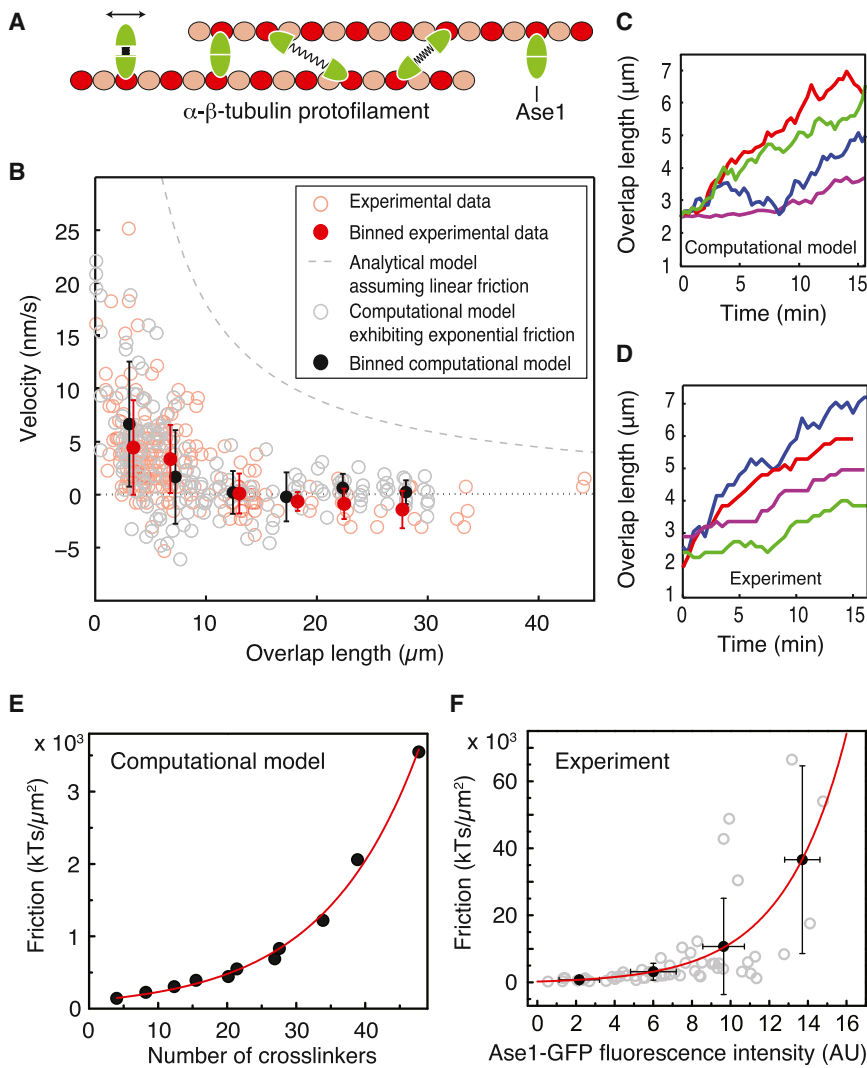 A
α-β-tubulin protofilament
Ase1
B
Velocity (nm/s)
25
20
15
10
5
0
−5
Experimental data
Binned experimental data
Analytical model
assuming linear friction
Computational model
exhibiting exponential friction
Binned computational model
0 10 20 30 40
Overlap length (µm)
C
Overlap length (µm)
7
6
5
4
3
2
1
Computational model
0 5 10 15
Time (min)
D
Overlap length (µm)
7
6
5
4
3
2
1
Experiment
0 5 10 15
Time (min)
E
x 10³
Computational model
Friction (kTs/µm²)
3
2
1
0
0 10 20 30 40
Number of crosslinkers
F
x 10³
Experiment
Friction (kTs/µm²)
60
40
20
0
0 2 4 6 8 10 12 14 16
Ase1-GFP fluorescence intensity (AU)